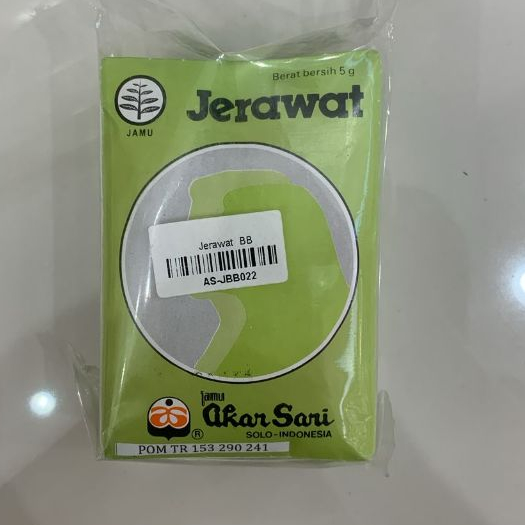 Berat bersih 5 g
Jerawat
JAMU
Jerawat BB
AS-JBB022
jamu
Akar Sari
®
SOLO-INDONESIA
POM TR 153 290 241